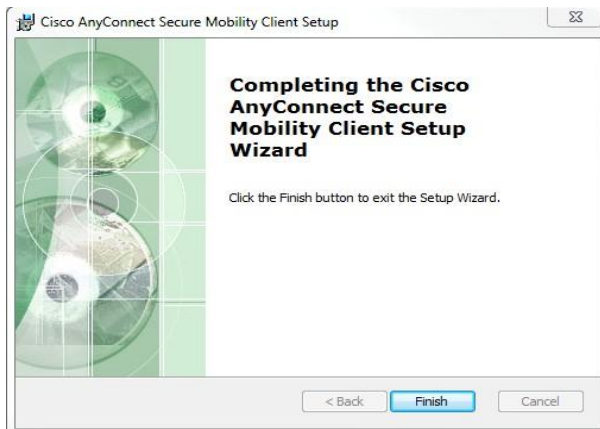 Cisco AnyConnect Secure Mobility Client Setup
Completing the Cisco
AnyConnect Secure
Mobility Client Setup
Wizard
Click the Finish button to exit the Setup Wizard.
< Back Finish Cancel